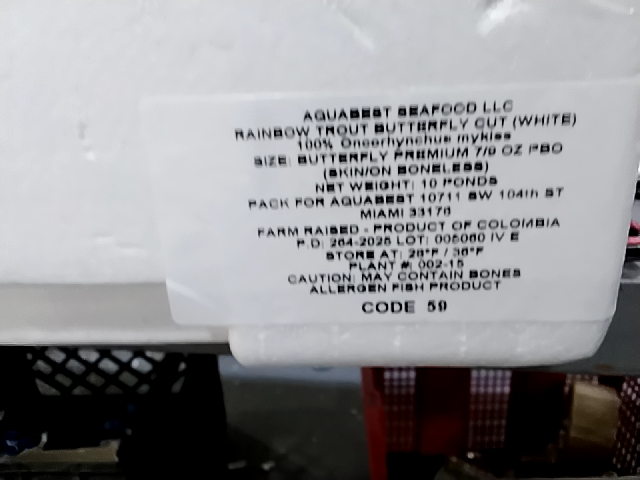 AQUABEST SEAFOOD LLC
RAINBOW TROUT BUTTERFLY CUT (WHITE)
100% Oncorhynchus mykiss
SIZE: BUTTERFLY PREMIUM 7/9 OZ PBO
(SKIN/ON BONELESS)
NET WEIGHT: 10 PONDS
PACK FOR AQUABEST 10711 SW 104th ST
MIAMI 33176
FARM RAISED - PRODUCT OF COLOMBIA
P.D: 264-2025 LOT: 005060 IV E
STORE AT: 28°F / 36°F
PLANT #: 002-15
CAUTION: MAY CONTAIN BONES
ALLERGEN FISH PRODUCT
CODE 59